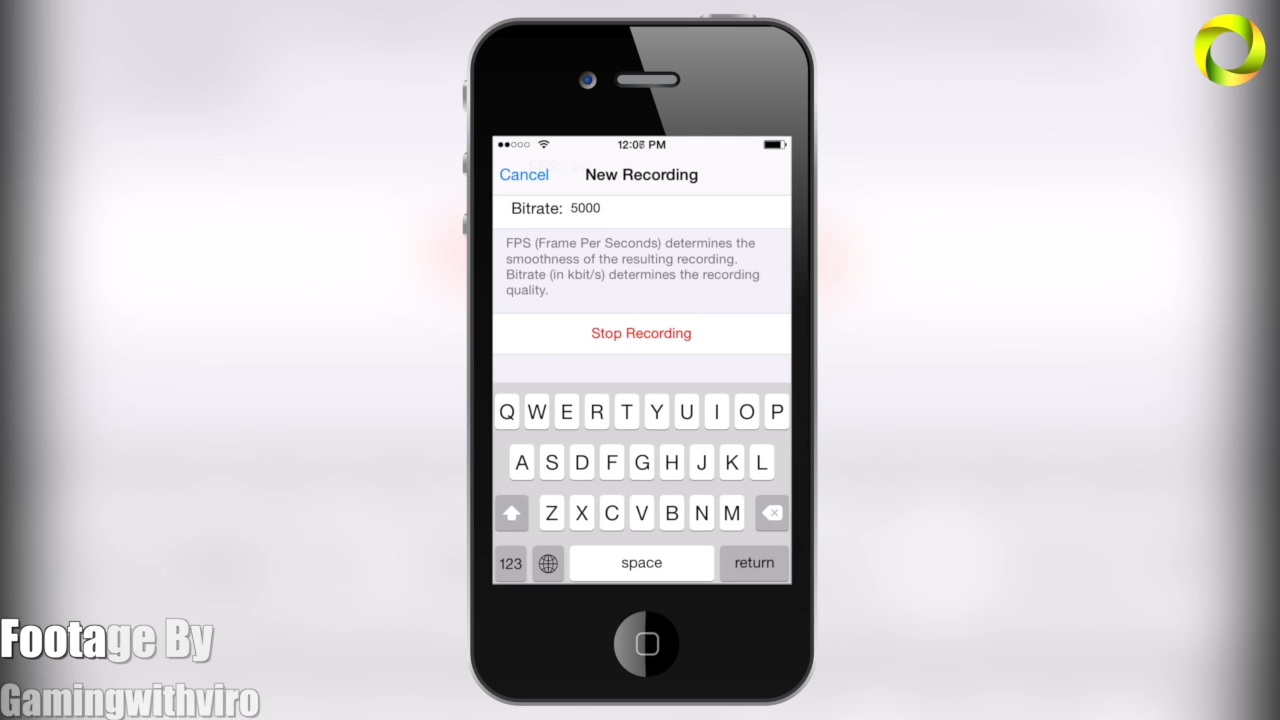 12:06 PM
Cancel
New Recording
Bitrate: 5000
FPS (Frame Per Seconds) determines the
smoothness of the resulting recording.
Bitrate (in kbit/s) determines the recording
quality.
Stop Recording
Q W E R T Y U I O P
A S D F G H J K L
Z X C V B N M
123
space
return
Footage By
Gamingwithviro